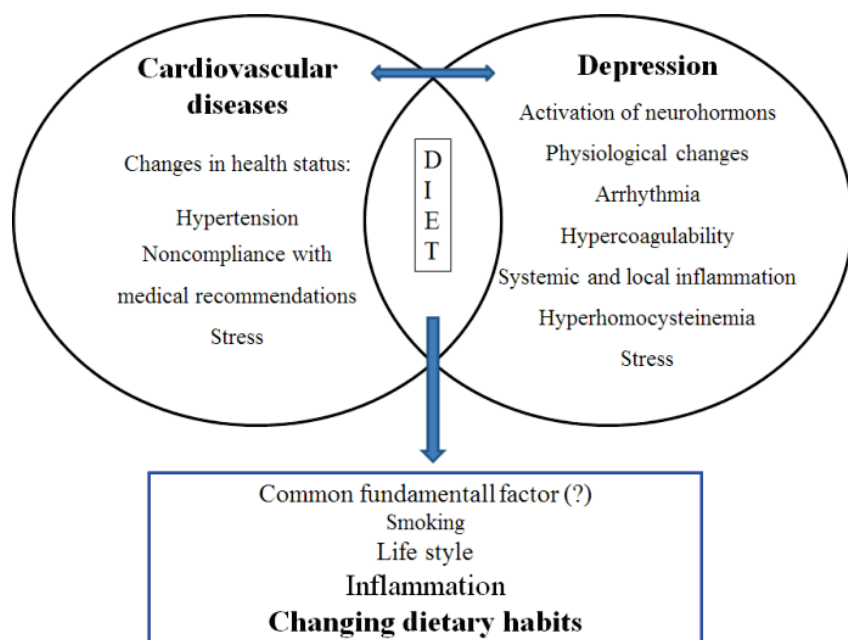 Cardiovascular
diseases
Changes in health status:
Hypertension
Noncompliance with
medical recommendations
Stress
D
I
E
T
Depression
Activation of neurohormons
Physiological changes
Arrhythmia
Hypercoagulability
Systemic and local inflammation
Hyperhomocysteinemia
Stress
Common fundamentall factor (?)
Smoking
Life style
Inflammation
Changing dietary habits